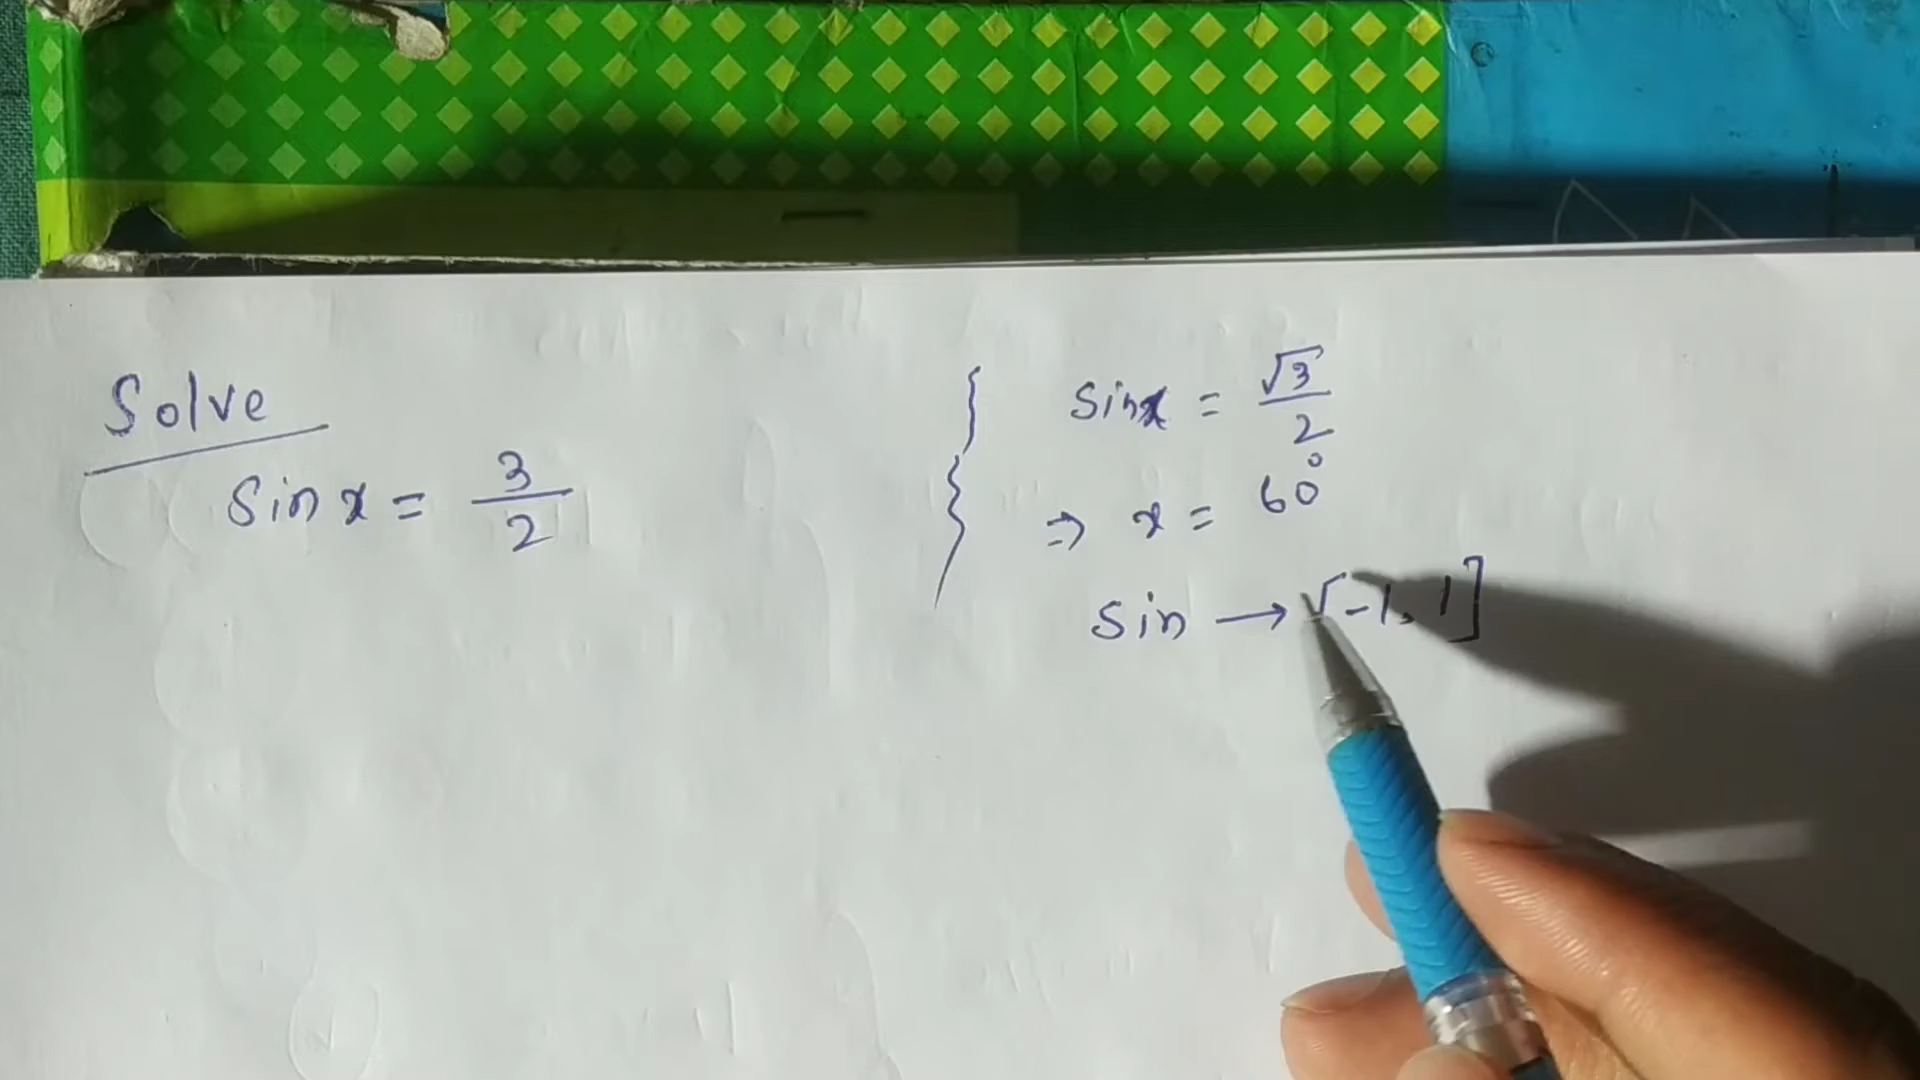 Solve
Sin x = 3/2
Sin x = √3/2
⇒ x = 60°
Sin → [-1, 1]